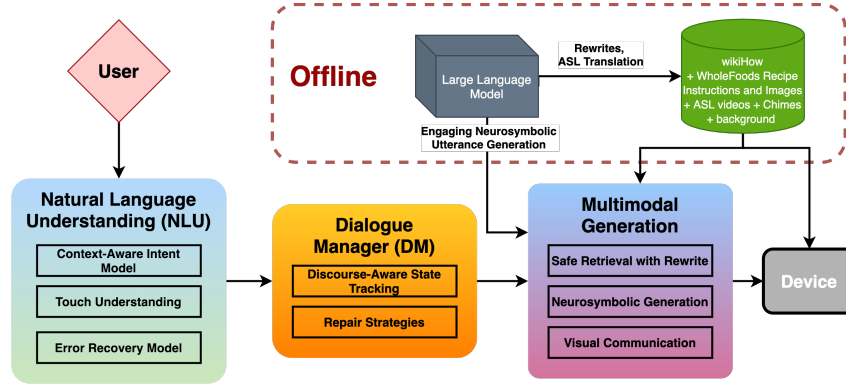 User
Offline
Large Language
Model
Rewrites,
ASL Translation
wikiHow
+ WholeFoods Recipe
Instructions and Images
+ ASL videos + Chimes
+ background
Engaging Neurosymbolic
Utterance Generation
Natural Language
Understanding (NLU)
Context-Aware Intent
Model
Touch Understanding
Error Recovery Model
Dialogue
Manager (DM)
Discourse-Aware State
Tracking
Repair Strategies
Multimodal
Generation
Safe Retrieval with Rewrite
Neurosymbolic Generation
Visual Communication
Device